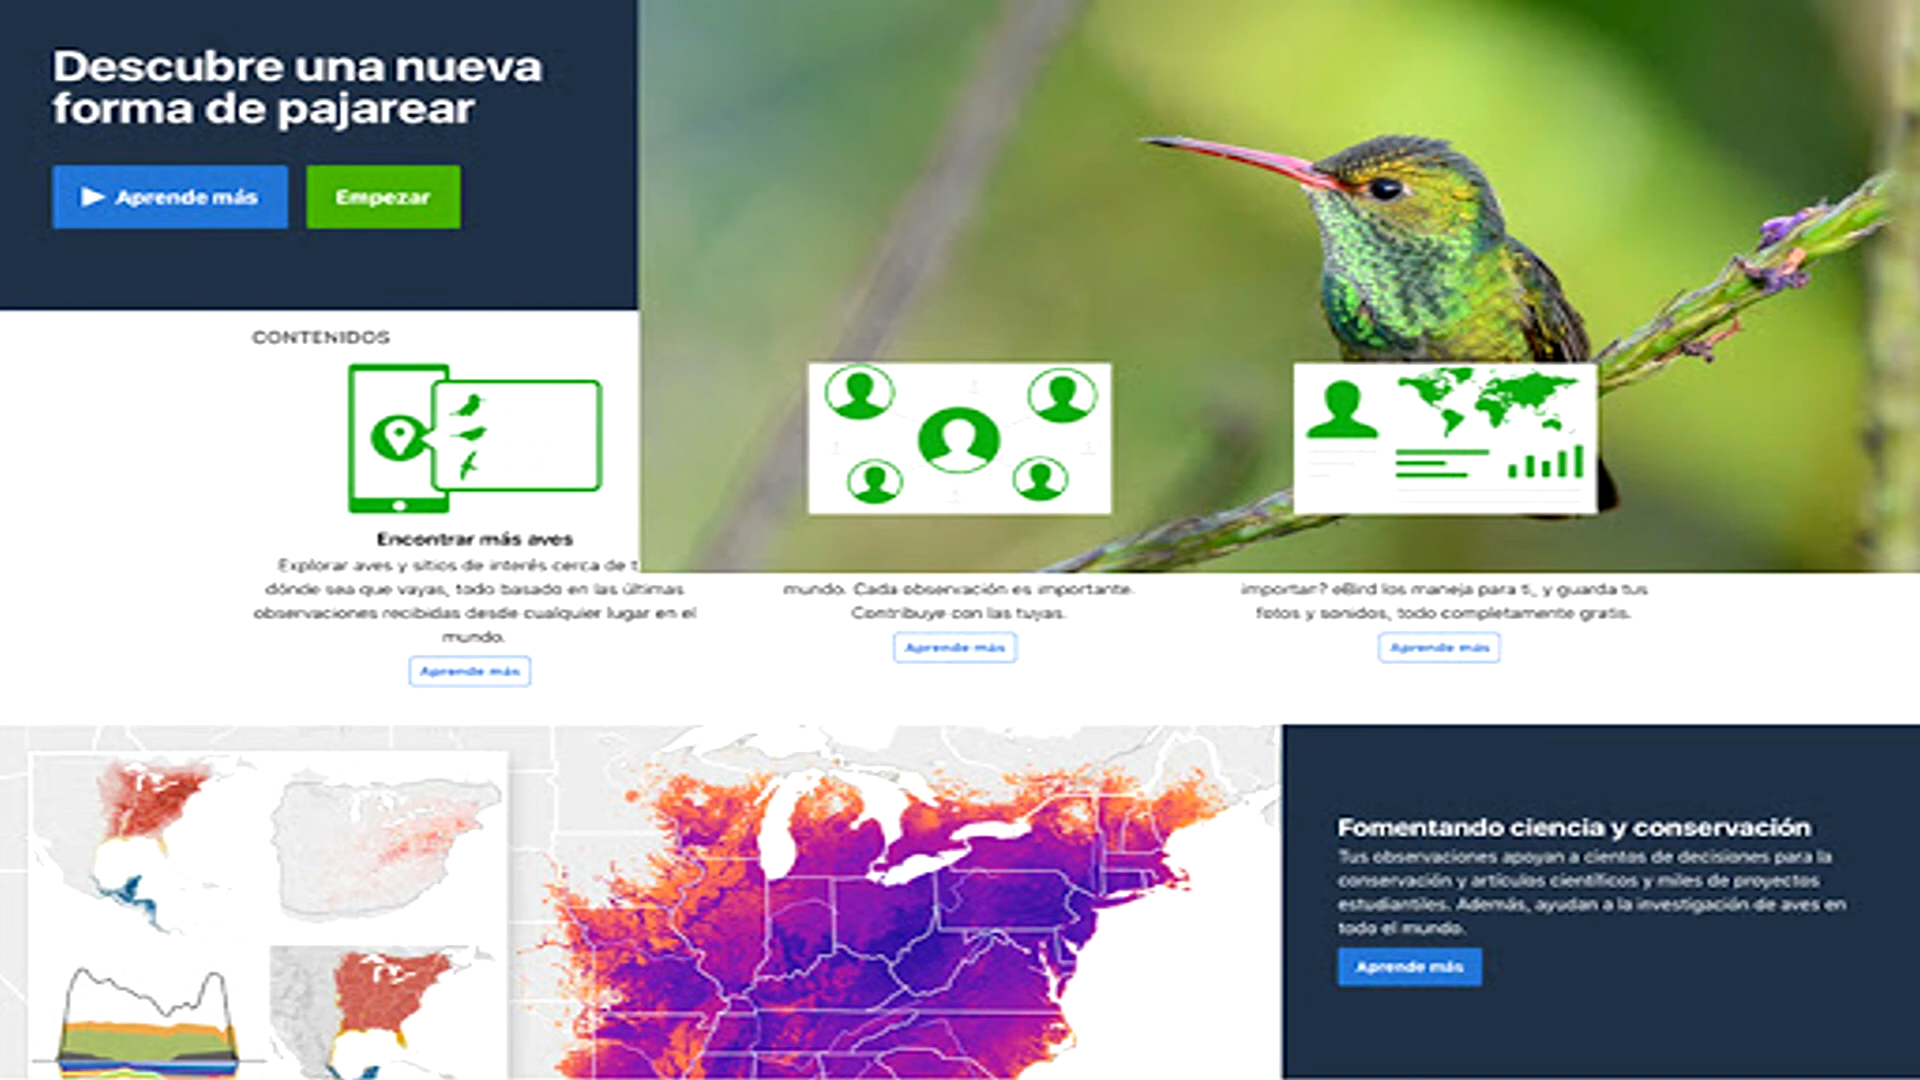 Descubre una nueva
forma de pajarear
Aprende más
Empezar
CONTENIDOS
Encontrar más aves
Explorar aves y sitios de interés cerca de
dónde sea que vayas, todo basado en las últimas
observaciones recibidas desde cualquier lugar en el
mundo.
Aprende más
mundo. Cada observación es importante.
Contribuye con las tuyas.
Aprende más
importan? eBird los maneja para ti, y guarda tus
fotos y sonidos, todo completamente gratis.
Aprende más
Fomentando ciencia y conservación
Tus observaciones apoyan a cientos de decisiones para la
conservación y artículos científicos y miles de proyectos
estudiantiles. Además, ayudan a la investigación de aves en
todo el mundo.
Aprende más